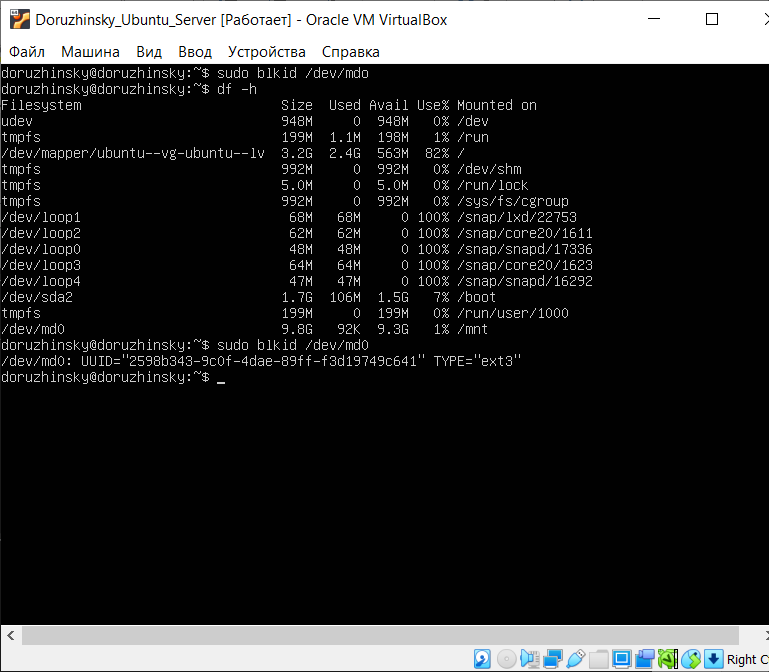 Doruzhinsky_Ubuntu_Server [Работает] - Oracle VM VirtualBox
Файл Машина Вид Ввод Устройства Справка
doruzhinsky@doruzhinsky:~$ sudo blkid /dev/mdo
doruzhinsky@doruzhinsky:~$ df -h
Filesystem Size Used Avail Use% Mounted on
udev 948M 0 948M 0% /dev
tmpfs 199M 1.1M 198M 1% /run
/dev/mapper/ubuntu--vg-ubuntu--lv 3.2G 2.4G 563M 82% /
tmpfs 992M 0 992M 0% /dev/shm
tmpfs 5.0M 0 5.0M 0% /run/lock
tmpfs 992M 0 992M 0% /sys/fs/cgroup
/dev/loop1 68M 68M 0 100% /snap/lxd/22753
/dev/loop2 62M 62M 0 100% /snap/core20/1611
/dev/loop0 48M 48M 0 100% /snap/snapd/17336
/dev/loop3 64M 64M 0 100% /snap/core20/1623
/dev/loop4 47M 47M 0 100% /snap/snapd/16292
/dev/sda2 1.7G 106M 1.5G 7% /boot
tmpfs 199M 0 199M 0% /run/user/1000
/dev/md0 9.8G 92K 9.3G 1% /mnt
doruzhinsky@doruzhinsky:~$ sudo blkid /dev/md0
/dev/md0: UUID="2598b343-9c0f-4dae-89ff-f3d19749c641" TYPE="ext3"
doruzhinsky@doruzhinsky:~$ _
Right C